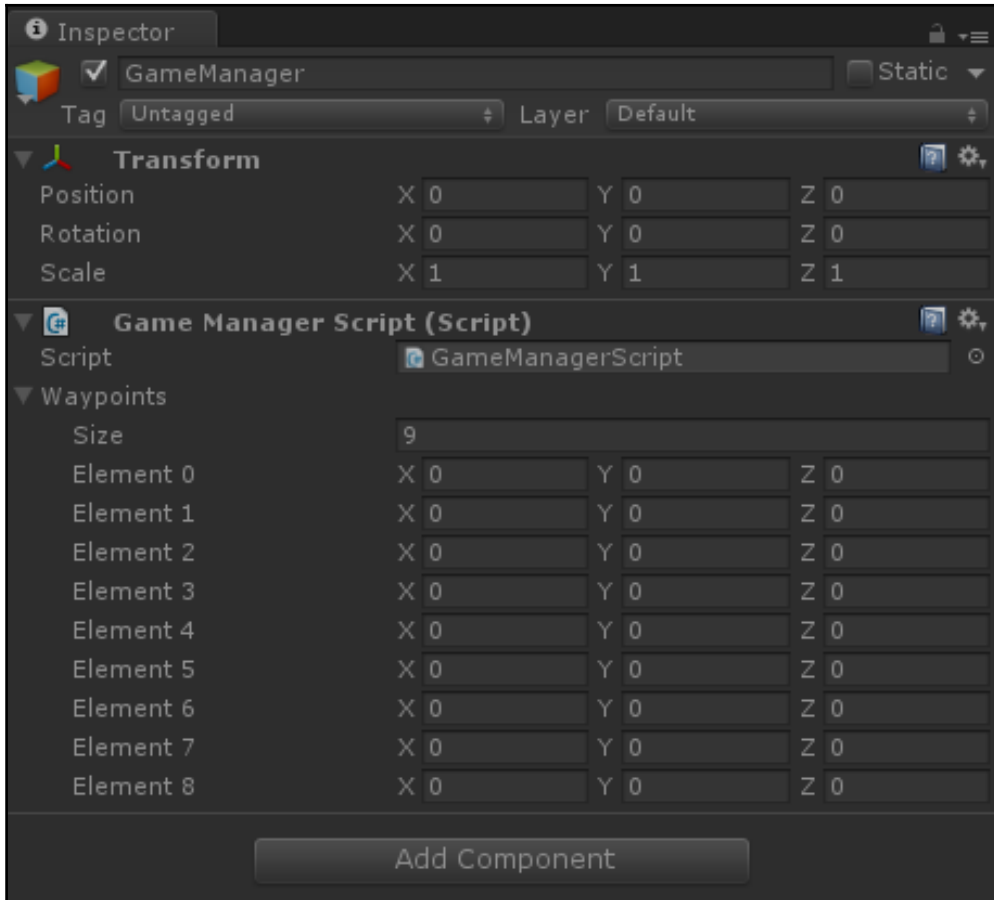 Inspector
GameManager Static
Tag Untagged Layer Default
Transform
Position X 0 Y 0 Z 0
Rotation X 0 Y 0 Z 0
Scale X 1 Y 1 Z 1
Game Manager Script (Script)
Script GameManagerScript
Waypoints
Size 9
Element 0 X 0 Y 0 Z 0
Element 1 X 0 Y 0 Z 0
Element 2 X 0 Y 0 Z 0
Element 3 X 0 Y 0 Z 0
Element 4 X 0 Y 0 Z 0
Element 5 X 0 Y 0 Z 0
Element 6 X 0 Y 0 Z 0
Element 7 X 0 Y 0 Z 0
Element 8 X 0 Y 0 Z 0
Add Component